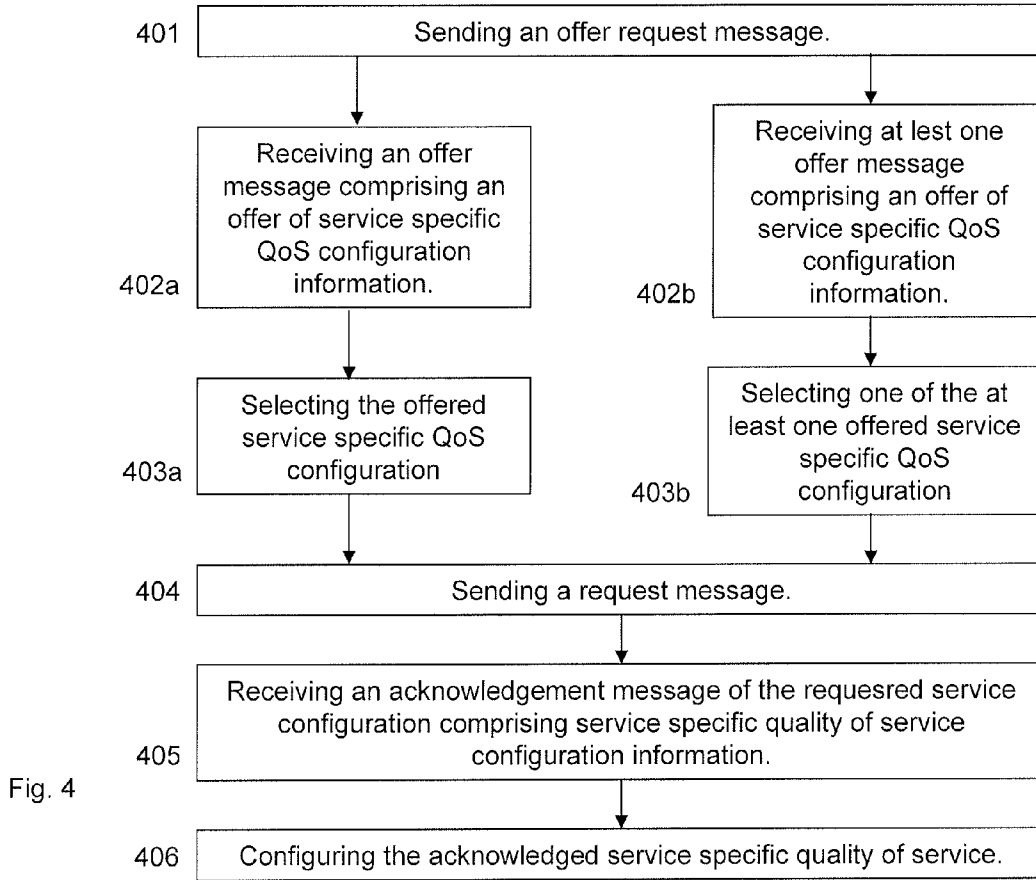 401
Sending an offer request message.
Receiving an offer
message comprising an
offer of service specific
QoS configuration
information.
402a
Receiving at lest one
offer message
comprising an offer of
service specific QoS
configuration
information.
402b
Selecting the offered
service specific QoS
configuration
403a
Selecting one of the at
least one offered service
specific QoS
configuration
403b
404
Sending a request message.
Receiving an acknowledgement message of the requesred service
configuration comprising service specific quality of service
configuration information.
405
Fig. 4
406
Configuring the acknowledged service specific quality of service.